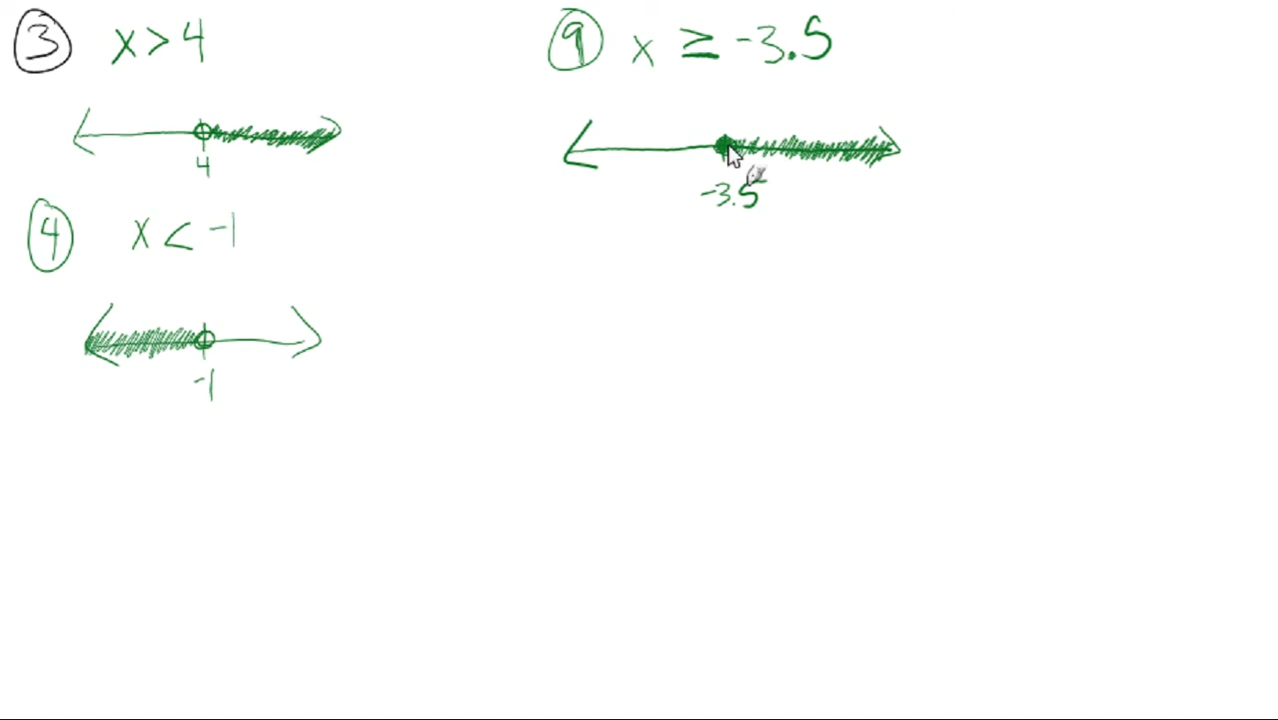 ③ x > 4
4
④ x < -1
-1
⑨ x ≥ -3.5
-3.5